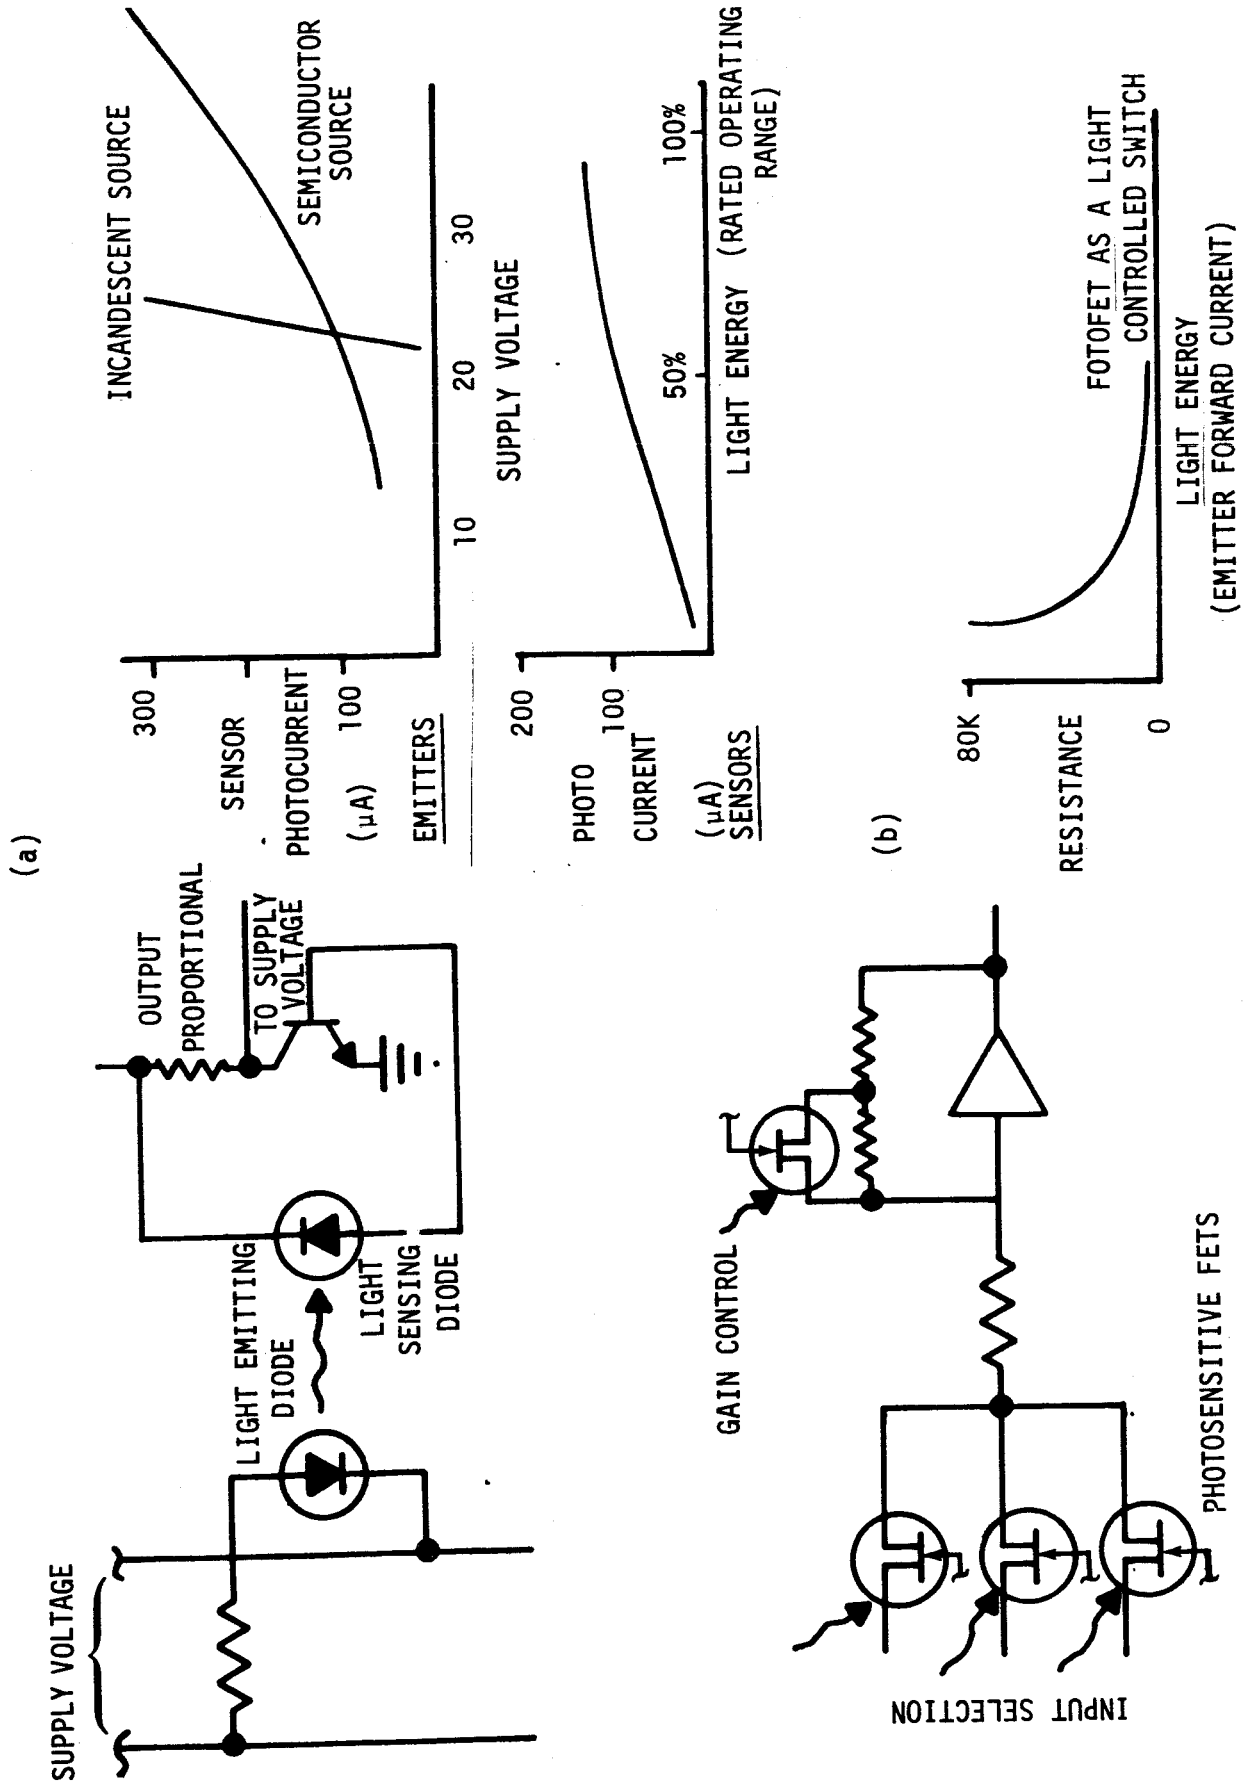 (a)
SUPPLY VOLTAGE
LIGHT EMITTING
DIODE
LIGHT
SENSING
DIODE
OUTPUT
PROPORTIONAL
TO SUPPLY
VOLTAGE
300
SENSOR
PHOTOCURRENT
100
(μA)
EMITTERS
INCANDESCENT SOURCE
SEMICONDUCTOR
SOURCE
10
20
30
SUPPLY VOLTAGE
200
PHOTO
100
CURRENT
(μA)
SENSORS
50%
100%
LIGHT ENERGY (RATED OPERATING
RANGE)
(b)
INPUT SELECTION
GAIN CONTROL
PHOTOSENSITIVE FETS
80K
RESISTANCE
0
FOTOFET AS A LIGHT
CONTROLLED SWITCH
LIGHT ENERGY
(EMITTER FORWARD CURRENT)